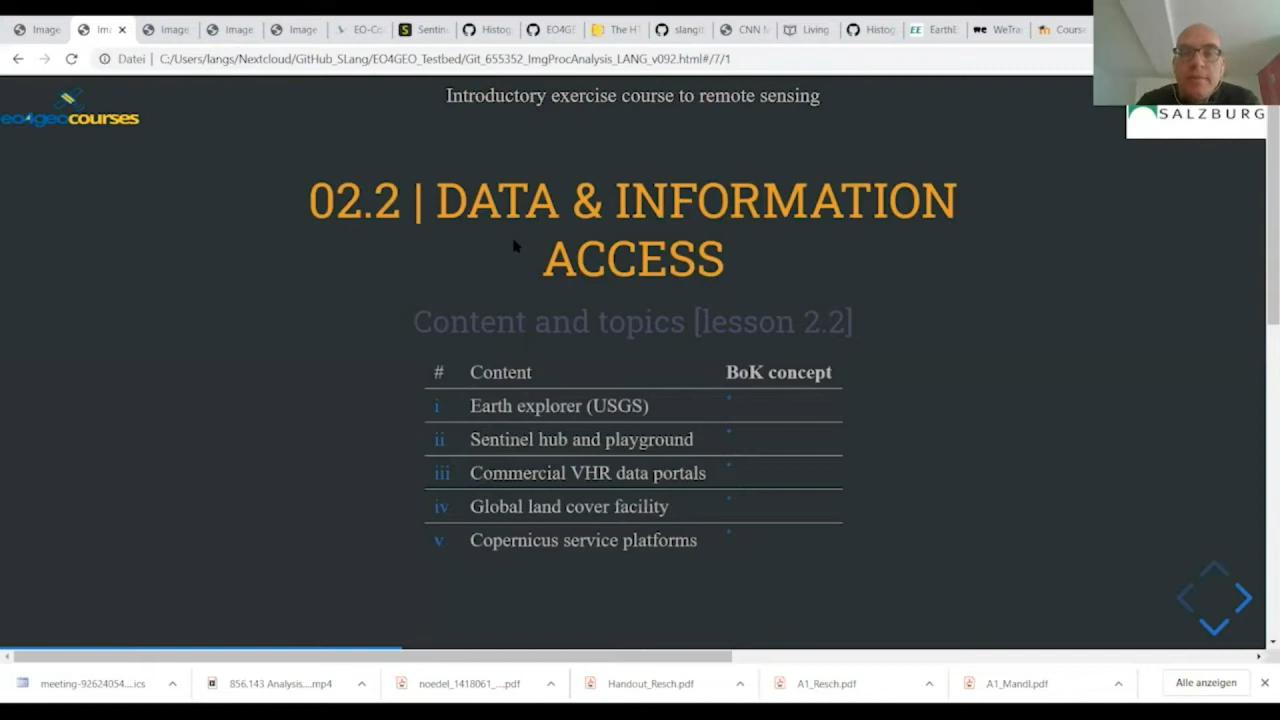 Image
Im
Image
Image
Image
EO-Co
Sentin
Histog
EO4GE
The HT
slangit
CNN M
Living
Histog
EarthE
WeTra
Course
Datei | C:/Users/langs/Nextcloud/GitHub_SLang/EO4GEO_Testbed/Git_655352_ImgProcAnalysis_LANG_v092.html#/7/1
Introductory exercise course to remote sensing
eo4geocourses
SALZBURG
02.2 | DATA & INFORMATION
ACCESS
Content and topics [lesson 2.2]
# Content BoK concept
i Earth explorer (USGS) *
ii Sentinel hub and playground *
iii Commercial VHR data portals *
iv Global land cover facility *
v Copernicus service platforms *
meeting-92624054....ics
856.143 Analysis....mp4
noedel_1418061_....pdf
Handout_Resch.pdf
A1_Resch.pdf
A1_Mandl.pdf
Alle anzeigen